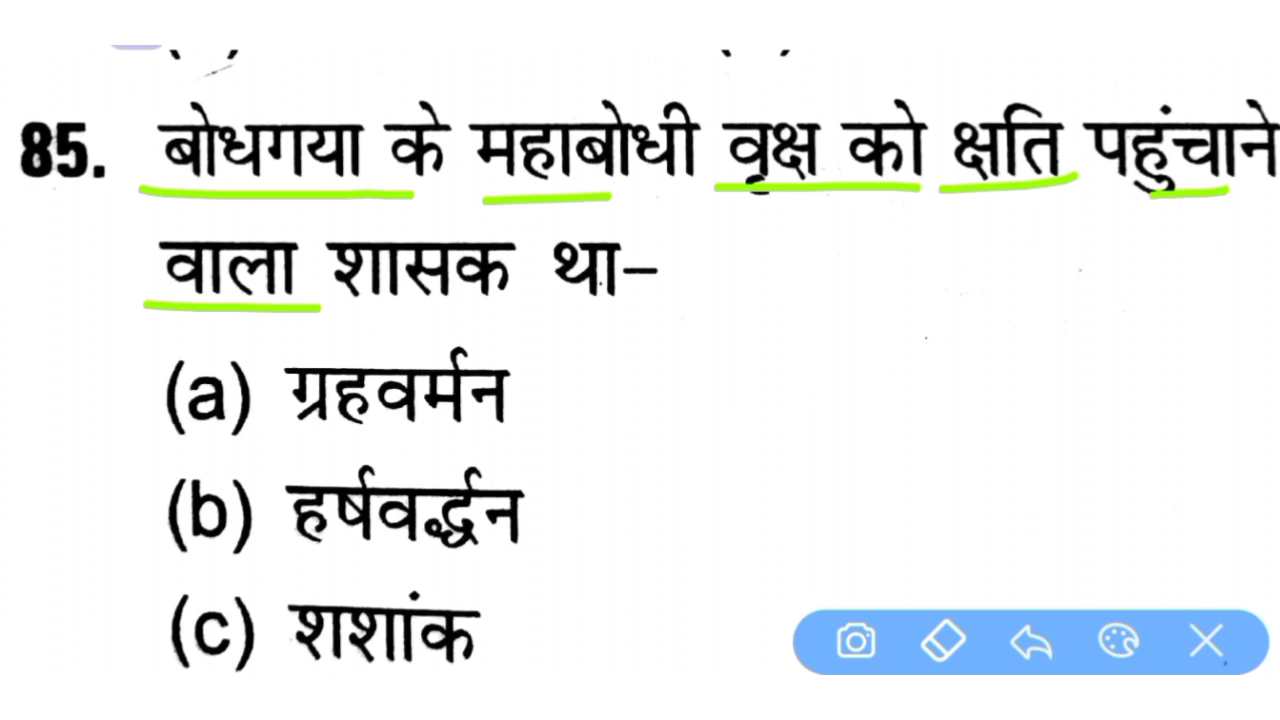 85. बोधगया के महाबोधी वृक्ष को क्षति पहुंचाने
वाला शासक था–
(a) ग्रहवर्मन
(b) हर्षवर्द्धन
(c) शशांक